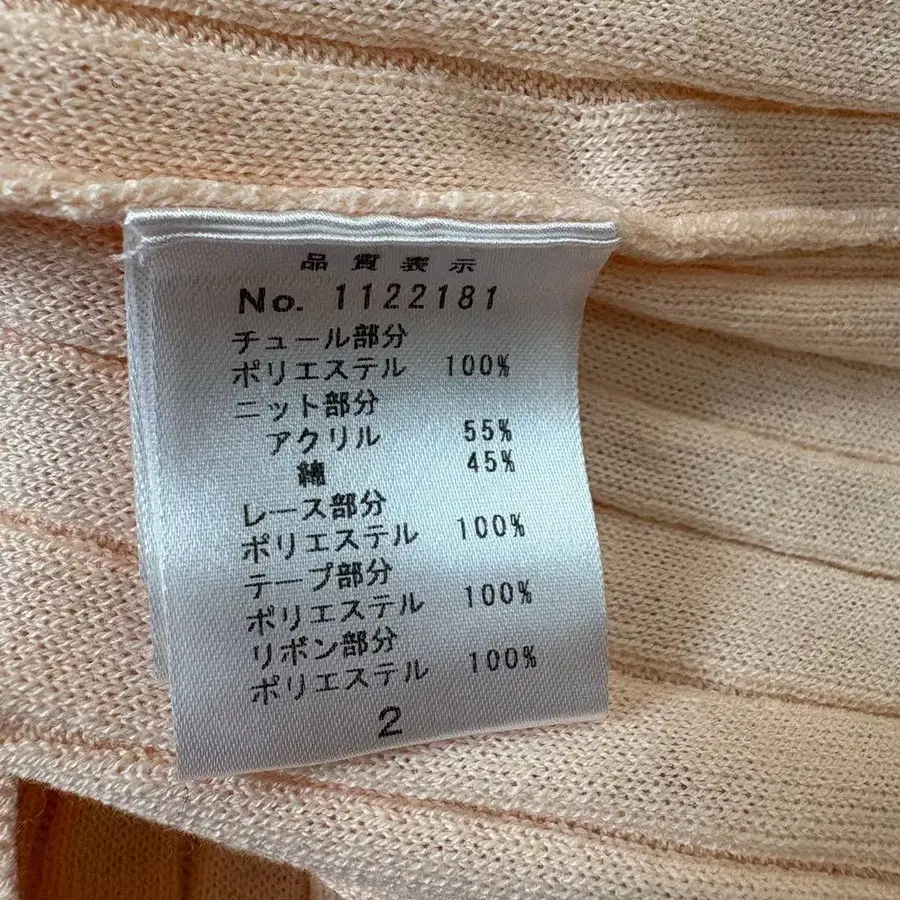 品質表示
No. 1122181
チュール部分
ポリエステル 100%
ニット部分
アクリル 55%
綿 45%
レース部分
ポリエステル 100%
テープ部分
ポリエステル 100%
リボン部分
ポリエステル 100%
2